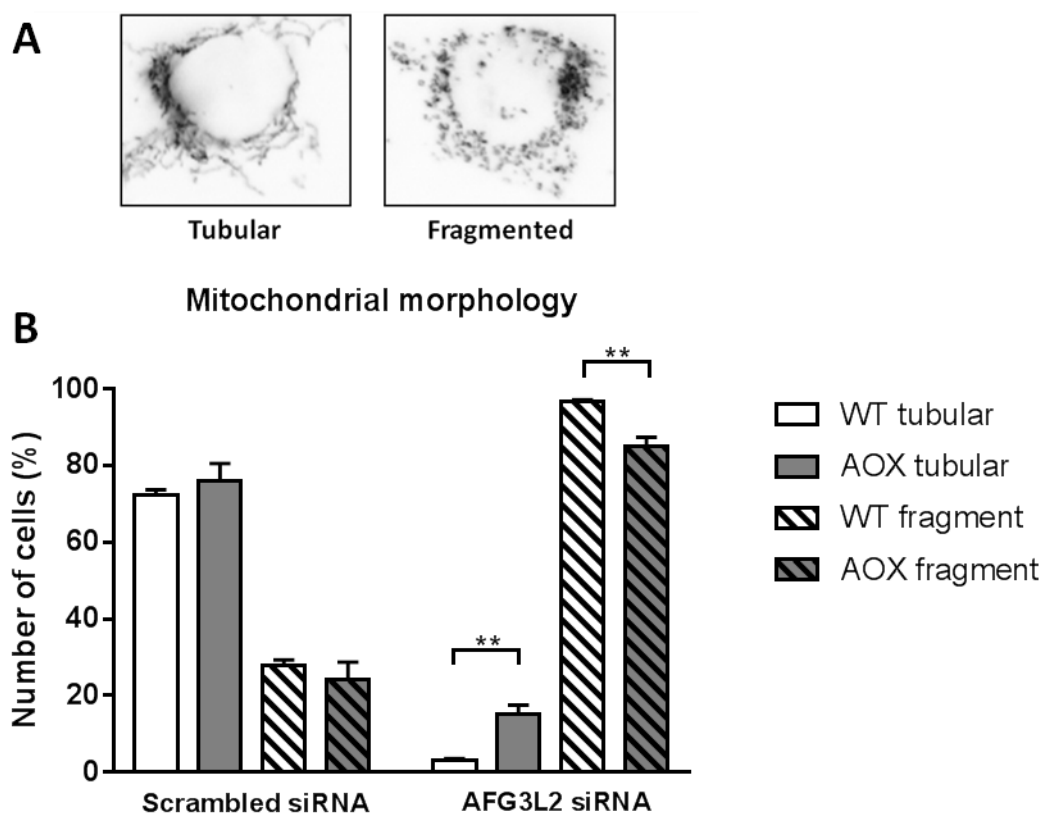 A
Tubular
Fragmented
Mitochondrial morphology
B
**
100
80
60
40
20
0
Number of cells (%)
**
Scrambled siRNA
AFG3L2 siRNA
WT tubular
AOX tubular
WT fragment
AOX fragment